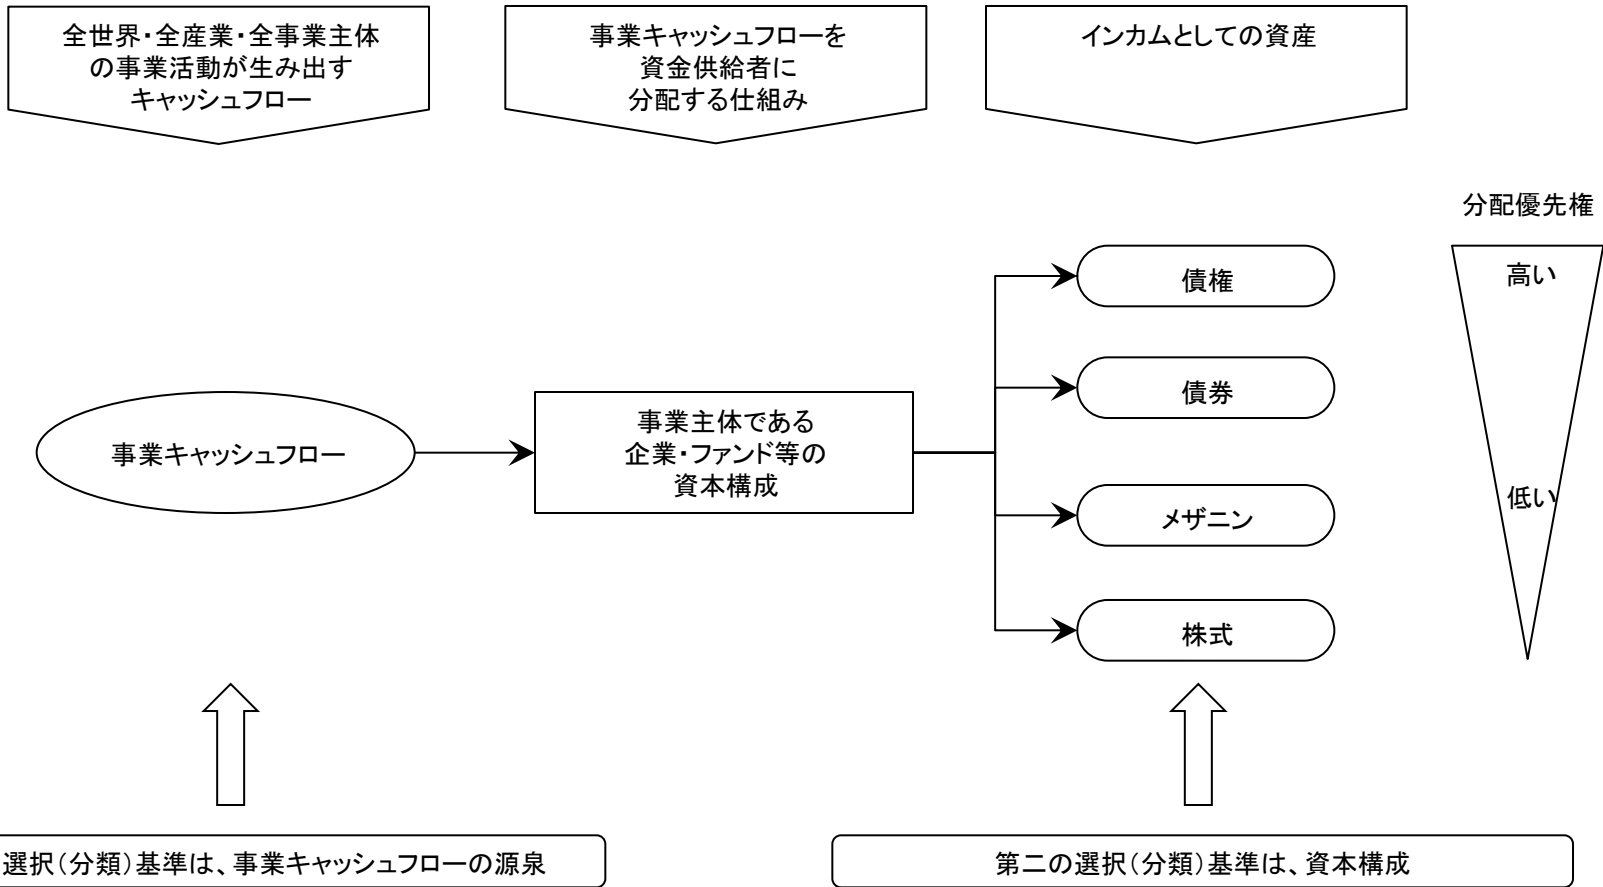 全世界・全産業・全事業主体
の事業活動が生み出す
キャッシュフロー
事業キャッシュフローを
資金供給者に
分配する仕組み
インカムとしての資産
分配優先権
高い
低い
事業キャッシュフロー
事業主体である
企業・ファンド等の
資本構成
債権
債券
メザニン
株式
選択（分類）基準は、事業キャッシュフローの源泉
第二の選択（分類）基準は、資本構成